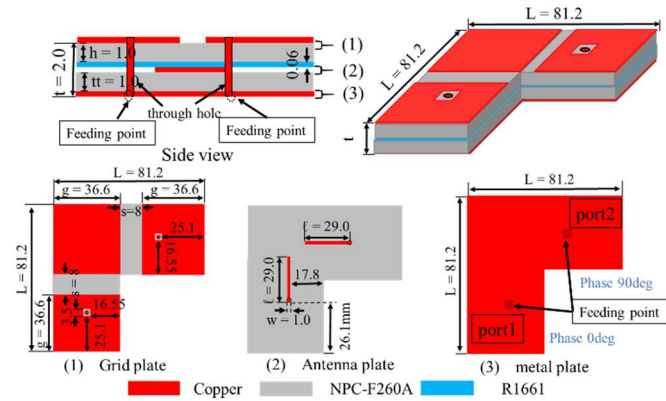 h = 1.0
t = 2.0
tt = 1.0
0.06
(1)
(2)
(3)
through hole
Feeding point
Feeding point
Side view
L = 81.2
L = 81.2
t
L = 81.2
g = 36.6
g = 36.6
s=8
25.1
16.55
L = 81.2
s = 8
g = 36.6
3.5
16.55
25.1
(1) Grid plate
ℓ = 29.0
ℓ = 29.0
17.8
w = 1.0
26.1mm
(2) Antenna plate
L = 81.2
L = 81.2
port2
Phase 90deg
Feeding point
port1
Phase 0deg
(3) metal plate
Copper NPC-F260A R1661